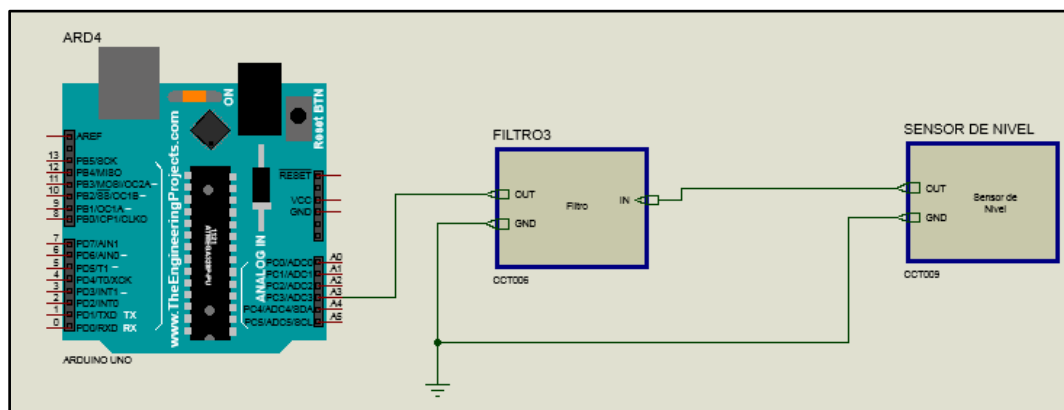 ARD4
ON
Reset BTN
www.TheEngineeringProjects.com
AREF
13 PB5/SCK
12 PB4/MISO
11 PB3/MOSI/OC2A
10 PB2/SS/OC1B
9 PB1/OC1A
8 PB0/ICP1/CLKO
7 PD7/AIN1
6 PD6/AIN0
5 PD5/T1
4 PD4/T0/XCK
3 PD3/INT1
2 PD2/INT0
1 PD1/TXD TX
0 PD0/RXD RX
1121
ATMEGA328P-PU
RESET
VCC
GND
ANALOG IN
PC0/ADC0 A0
PC1/ADC1 A1
PC2/ADC2 A2
PC3/ADC3 A3
PC4/ADC4/SDA A4
PC5/ADC5/SCL A5
ARDUINO UNO
FILTRO3
OUT
IN
Filtro
GND
CCT006
SENSOR DE NIVEL
OUT
Sensor de
Nivel
GND
CCT009